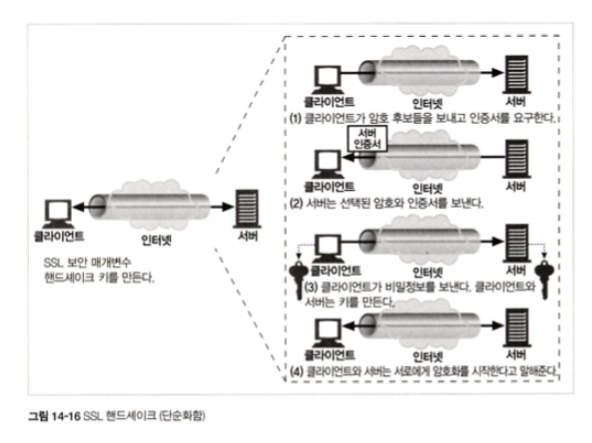 클라이언트 인터넷 서버
(1) 클라이언트가 암호 후보들을 보내고 인증서를 요구한다.
서버
인증서
클라이언트 인터넷 서버
(2) 서버는 선택된 암호와 인증서를 보낸다.
클라이언트 인터넷 서버
SSL 보안 매개변수
핸드셰이크 키를 만든다.
클라이언트 인터넷 서버
(3) 클라이언트가 비밀정보를 보낸다. 클라이언트와
서버는 키를 만든다.
클라이언트 인터넷 서버
(4) 클라이언트와 서버는 서로에게 암호화를 시작한다고 말해준다.
그림 14-16 SSL 핸드셰이크 (단순화함)